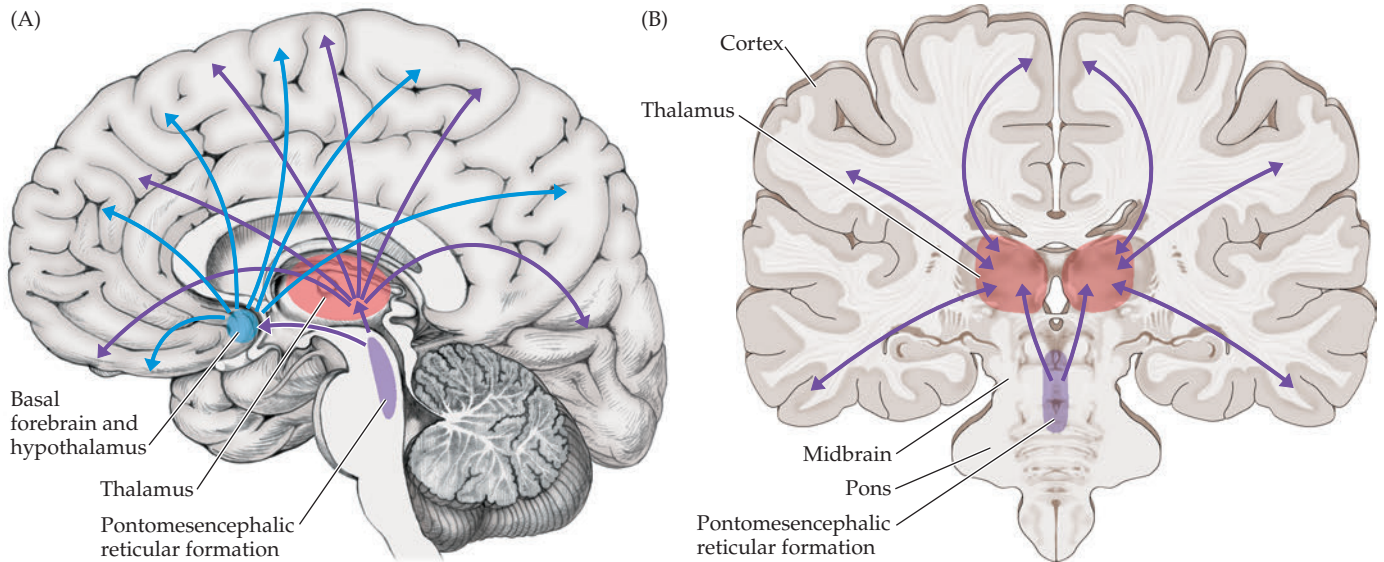 (A)
Basal
forebrain and
hypothalamus
Thalamus
Pontomesencephalic
reticular formation
(B)
Cortex
Thalamus
Midbrain
Pons
Pontomesencephalic
reticular formation